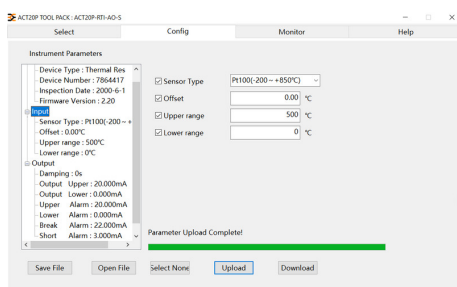 ACT20P TOOL PACK : ACT20P-RTI-AO-S
Select Config Monitor Help
Instrument Parameters
Device Type : Thermal Res
Device Number : 7864417
Inspection Date : 2000-6-1
Firmware Version : 2.20
Input
Sensor Type : Pt100(-200~+
Offset : 0.00℃
Upper range : 500℃
Lower range : 0℃
Output
Damping : 0s
Output Upper : 20.000mA
Output Lower : 0.000mA
Upper Alarm : 20.000mA
Lower Alarm : 0.000mA
Break Alarm : 22.000mA
Short Alarm : 3.000mA
Sensor Type Pt100(-200~+850℃)
Offset 0.00 ℃
Upper range 500 ℃
Lower range 0 ℃
Parameter Upload Complete!
Save File Open File Select None Upload Download